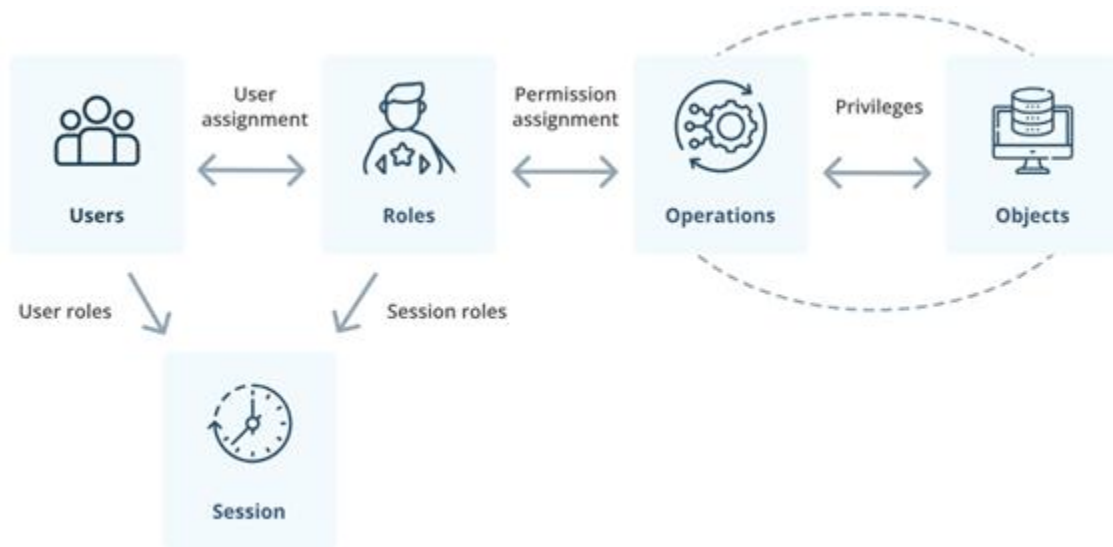 User
assignment
Permission
assignment
Privileges
Users
Roles
Operations
Objects
User roles
Session roles
Session